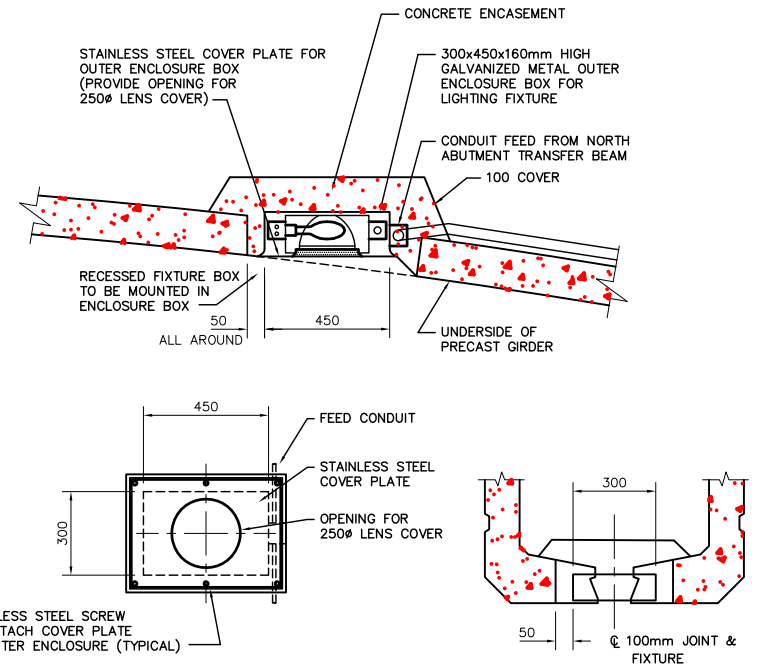 CONCRETE ENCASEMENT
STAINLESS STEEL COVER PLATE FOR
OUTER ENCLOSURE BOX
(PROVIDE OPENING FOR
250ø LENS COVER)
300x450x160mm HIGH
GALVANIZED METAL OUTER
ENCLOSURE BOX FOR
LIGHTING FIXTURE
CONDUIT FEED FROM NORTH
ABUTMENT TRANSFER BEAM
100 COVER
RECESSED FIXTURE BOX
TO BE MOUNTED IN
ENCLOSURE BOX
50
ALL AROUND
450
UNDERSIDE OF
PRECAST GIRDER
450
300
FEED CONDUIT
STAINLESS STEEL
COVER PLATE
OPENING FOR
250ø LENS COVER
LESS STEEL SCREW
TACH COVER PLATE
TER ENCLOSURE (TYPICAL)
300
50
℄ 100mm JOINT &
FIXTURE